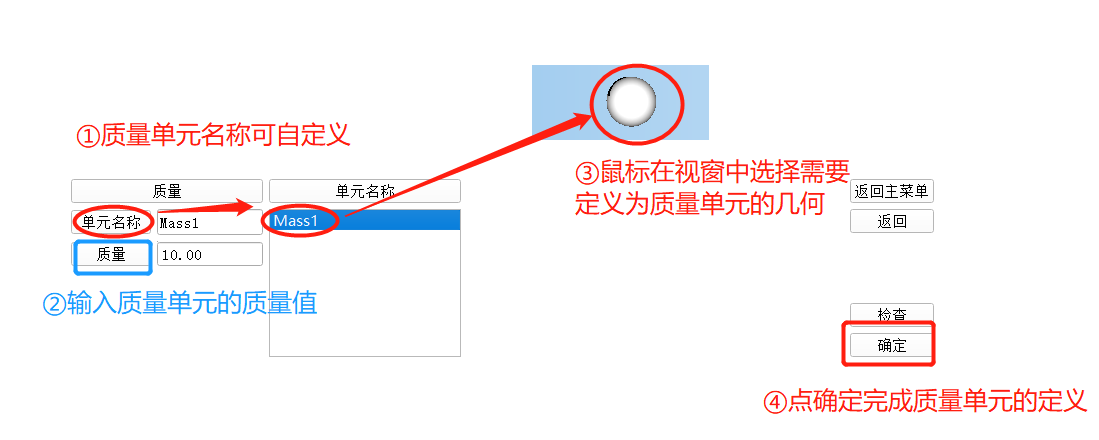 ①质量单元名称可自定义
③鼠标在视窗中选择需要
定义为质量单元的几何
质量
单元名称
返回主菜单
单元名称
Mass1
Mass1
返回
质量
10.00
②输入质量单元的质量值
检查
确定
④点确定完成质量单元的定义